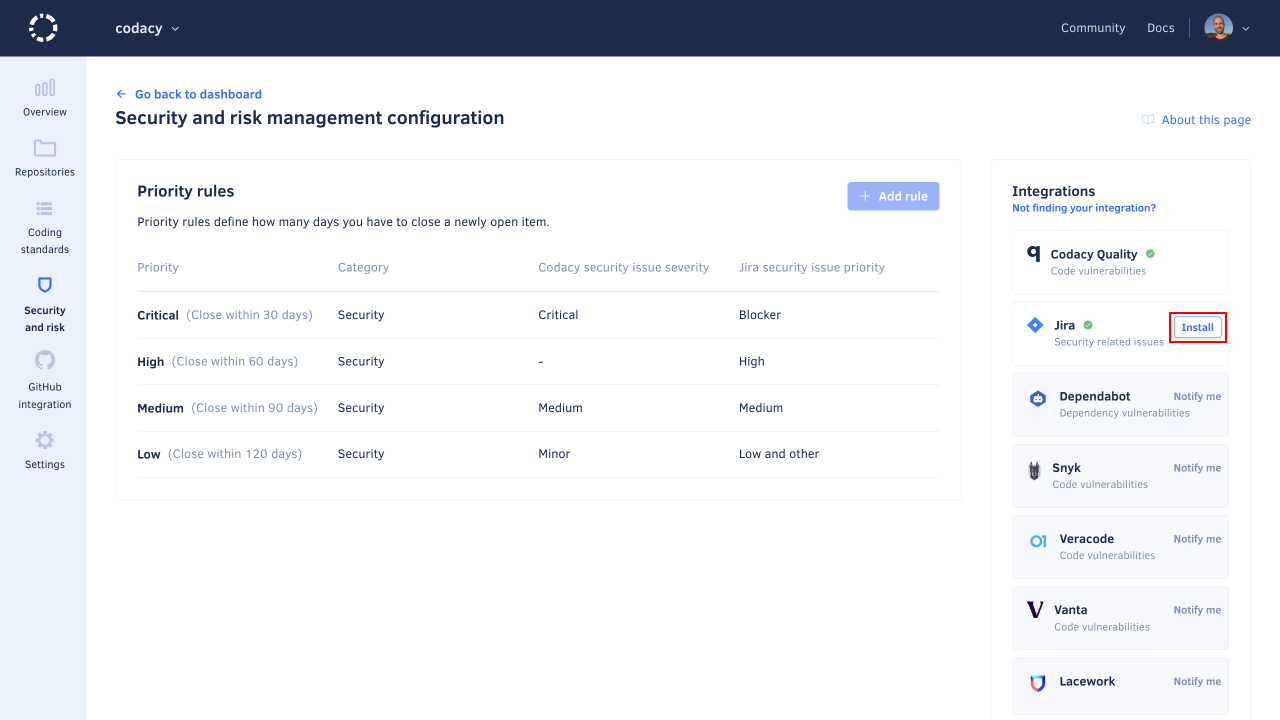 codacy
Community
Docs
Overview
Repositories
Coding
standards
Security
and risk
GitHub
integration
Settings
Go back to dashboard
Security and risk management configuration
About this page
Priority rules
+ Add rule
Priority rules define how many days you have to close a newly open item.
Priority Category Codacy security issue severity Jira security issue priority
Critical (Close within 30 days) Security Critical Blocker
High (Close within 60 days) Security - High
Medium (Close within 90 days) Security Medium Medium
Low (Close within 120 days) Security Minor Low and other
Integrations
Not finding your integration?
Codacy Quality
Code vulnerabilities
Jira Install
Security related issues
Dependabot Notify me
Dependency vulnerabilities
Snyk Notify me
Code vulnerabilities
Veracode Notify me
Code vulnerabilities
Vanta Notify me
Code vulnerabilities
Lacework Notify me